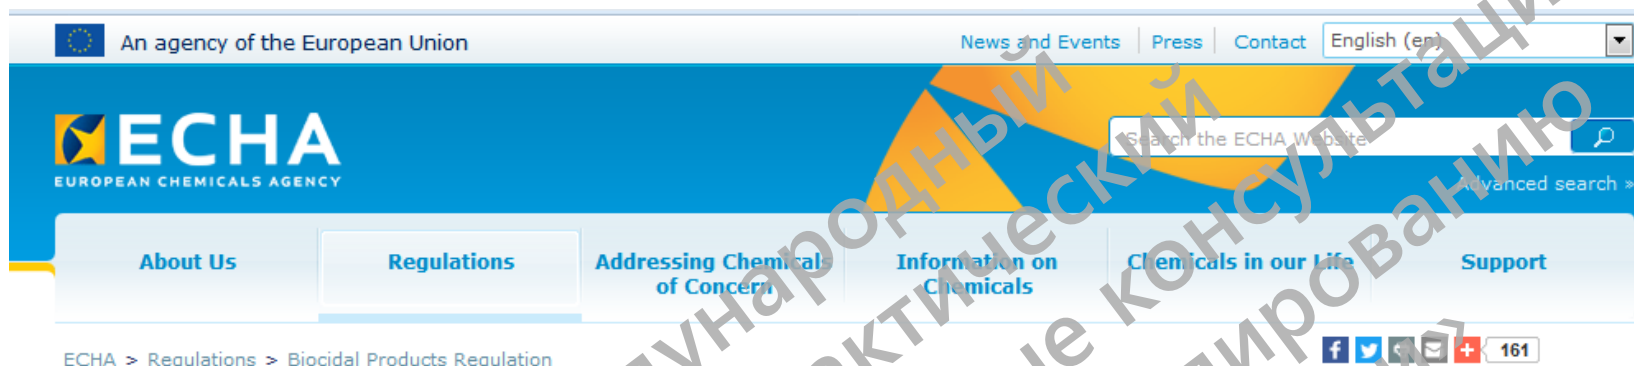 An agency of the European Union News and Events Press Contact English (en)
ECHA
EUROPEAN CHEMICALS AGENCY
Search the ECHA Website
Advanced search »
About Us Regulations Addressing Chemicals of Concern Information on Chemicals Chemicals in our Life Support
ECHA > Regulations > Biocidal Products Regulation 161